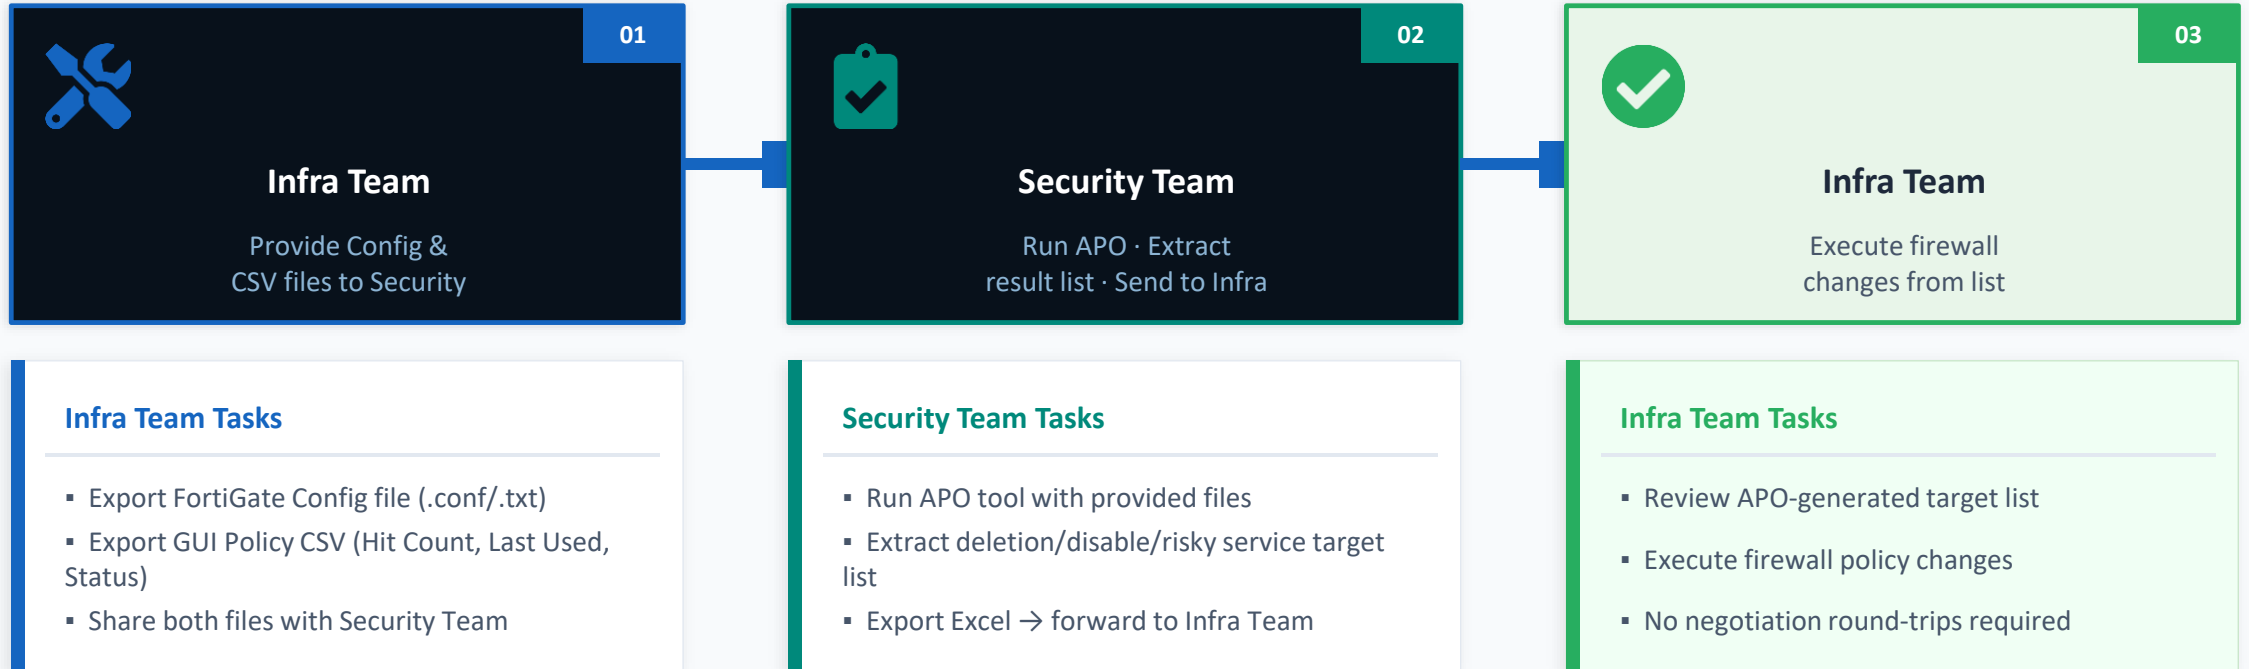 01
Infra Team
Provide Config &
CSV files to Security
02
Security Team
Run APO · Extract
result list · Send to Infra
03
Infra Team
Execute firewall
changes from list
Infra Team Tasks
▪ Export FortiGate Config file (.conf/.txt)
▪ Export GUI Policy CSV (Hit Count, Last Used,
Status)
▪ Share both files with Security Team
Security Team Tasks
▪ Run APO tool with provided files
▪ Extract deletion/disable/risky service target
list
▪ Export Excel → forward to Infra Team
Infra Team Tasks
▪ Review APO-generated target list
▪ Execute firewall policy changes
▪ No negotiation round-trips required